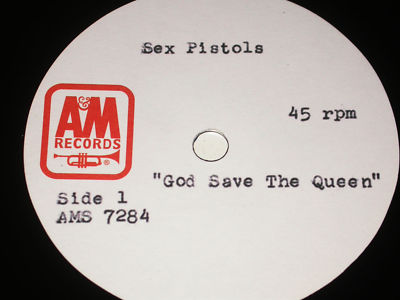 Sex Pistols
A&M
RECORDS
®
45 rpm
"God Save The Queen"
Side 1
AMS 7284